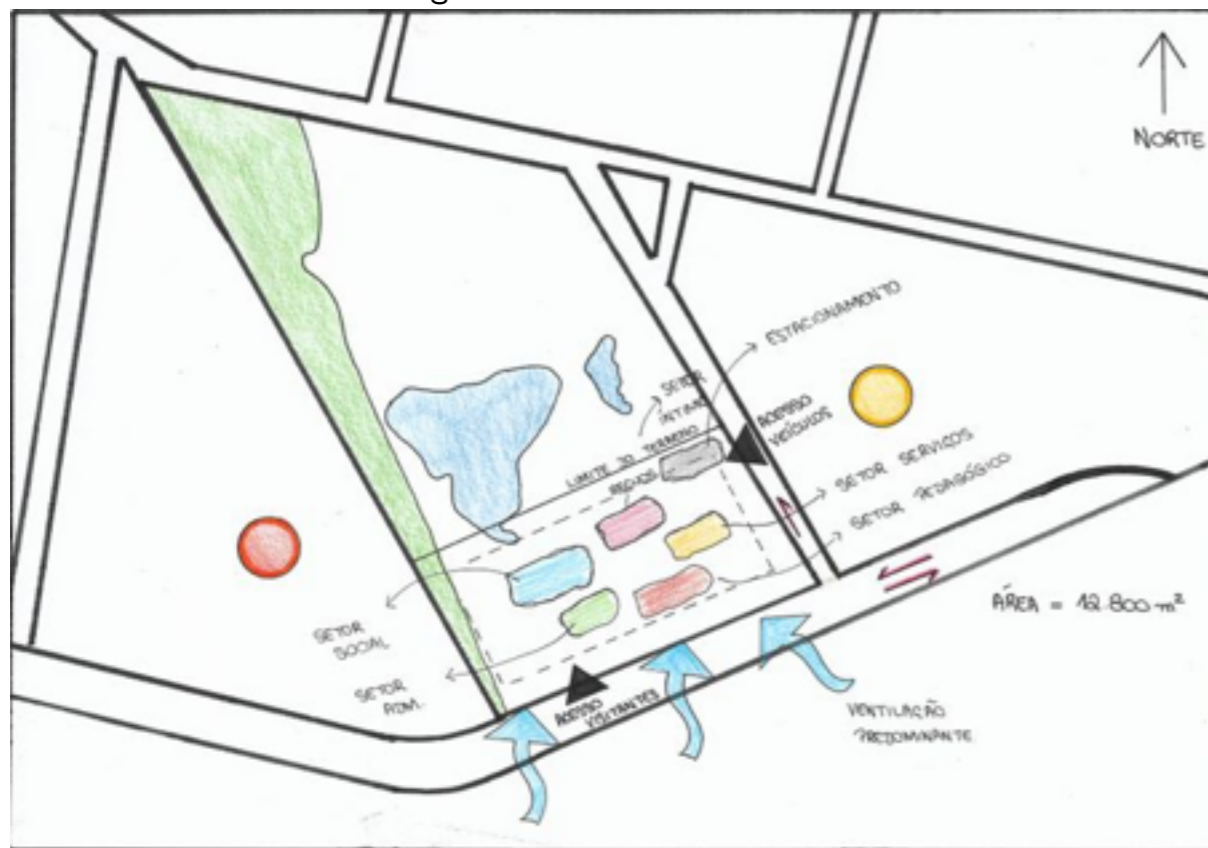 NORTE
ESTACIONAMENTO
SETOR
ÍNTIMO
LIMITE DO TERRENO
RECUOS
ACESSO
VEÍCULOS
SETOR SERVIÇOS
SETOR PEDAGÓGICO
ÁREA = 12.800 m²
SETOR
SOCIAL
SETOR
ADM.
ACESSO
VISITANTES
VENTILAÇÃO
PREDOMINANTE